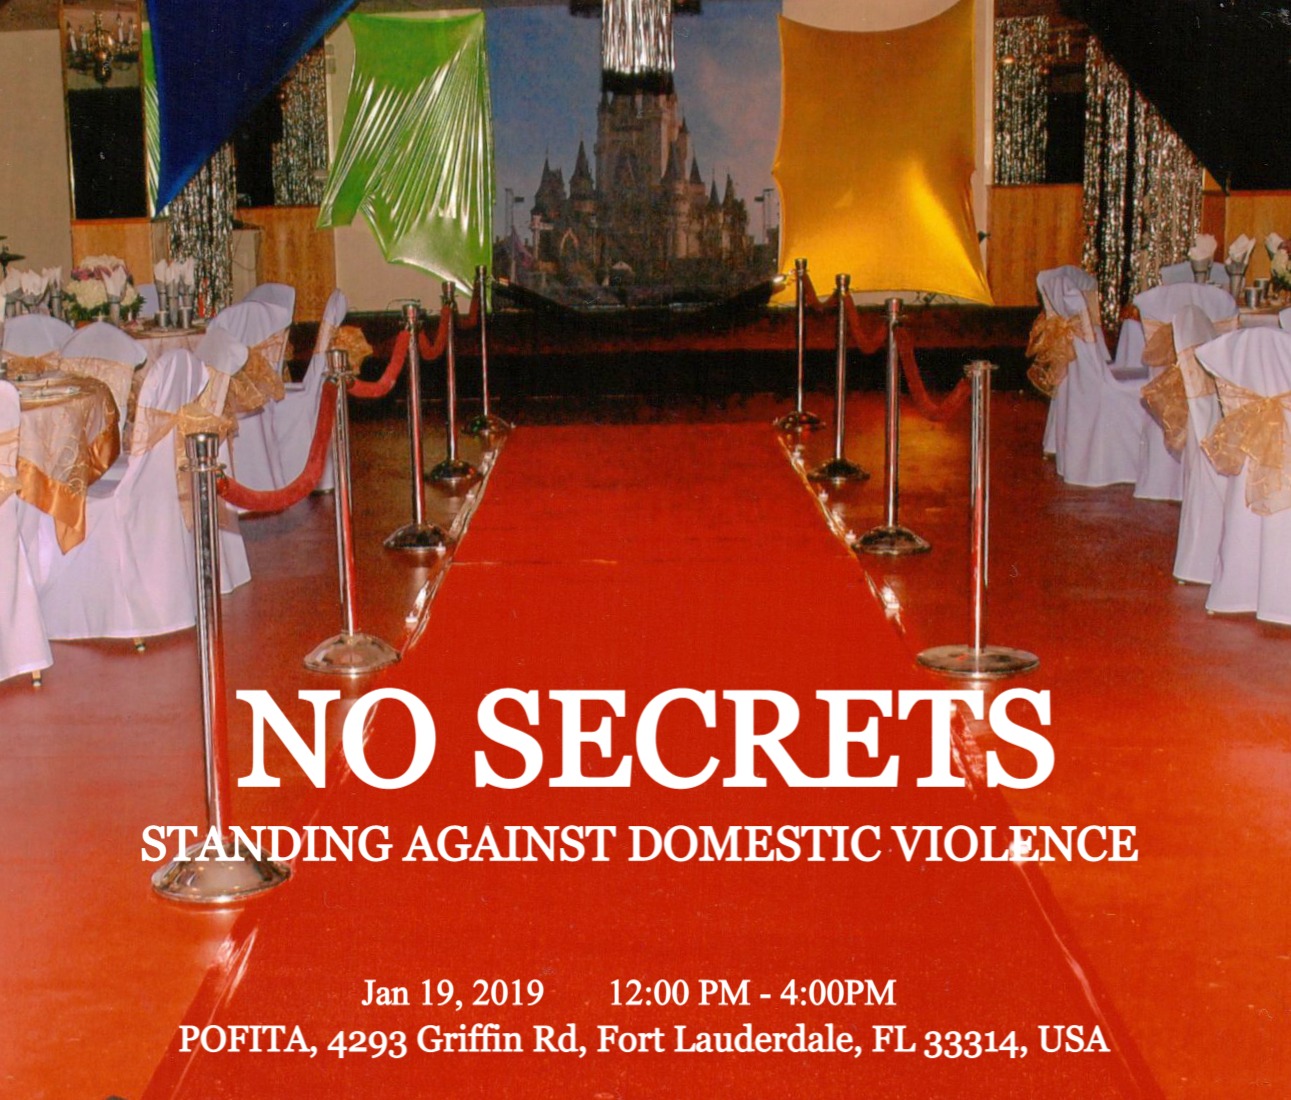 NO SECRETS
STANDING AGAINST DOMESTIC VIOLENCE
Jan 19, 2019 12:00 PM - 4:00PM
POFITA, 4293 Griffin Rd, Fort Lauderdale, FL 33314, USA